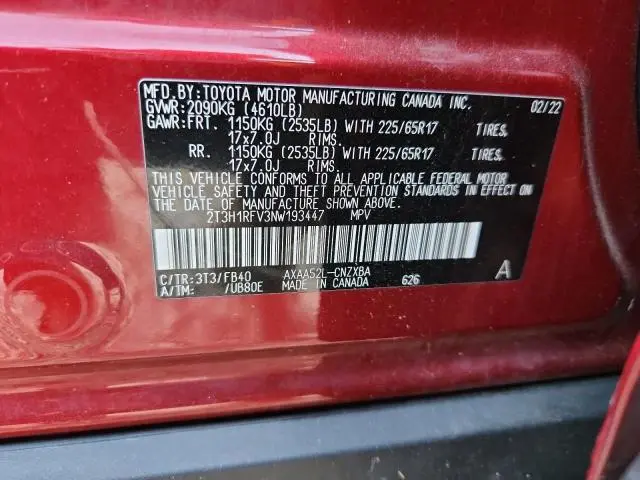 MFD.BY:TOYOTA MOTOR MANUFACTURING CANADA INC. 02/22
GVWR:2090KG (4610LB)
GAWR:FRT. 1150KG (2535LB) WITH 225/65R17 TIRES,
17x7.0J RIMS.
RR. 1150KG (2535LB) WITH 225/65R17 TIRES,
17x7.0J RIMS.
THIS VEHICLE CONFORMS TO ALL APPLICABLE FEDERAL MOTOR
VEHICLE SAFETY AND THEFT PREVENTION STANDARDS IN EFFECT ON
THE DATE OF MANUFACTURE SHOWN ABOVE.
2T3H1RFV3NW193447 MPV
C/TR:3T3/FB40 AXAA52L-CNZXBA A
A/TM: /UB80E MADE IN CANADA 626